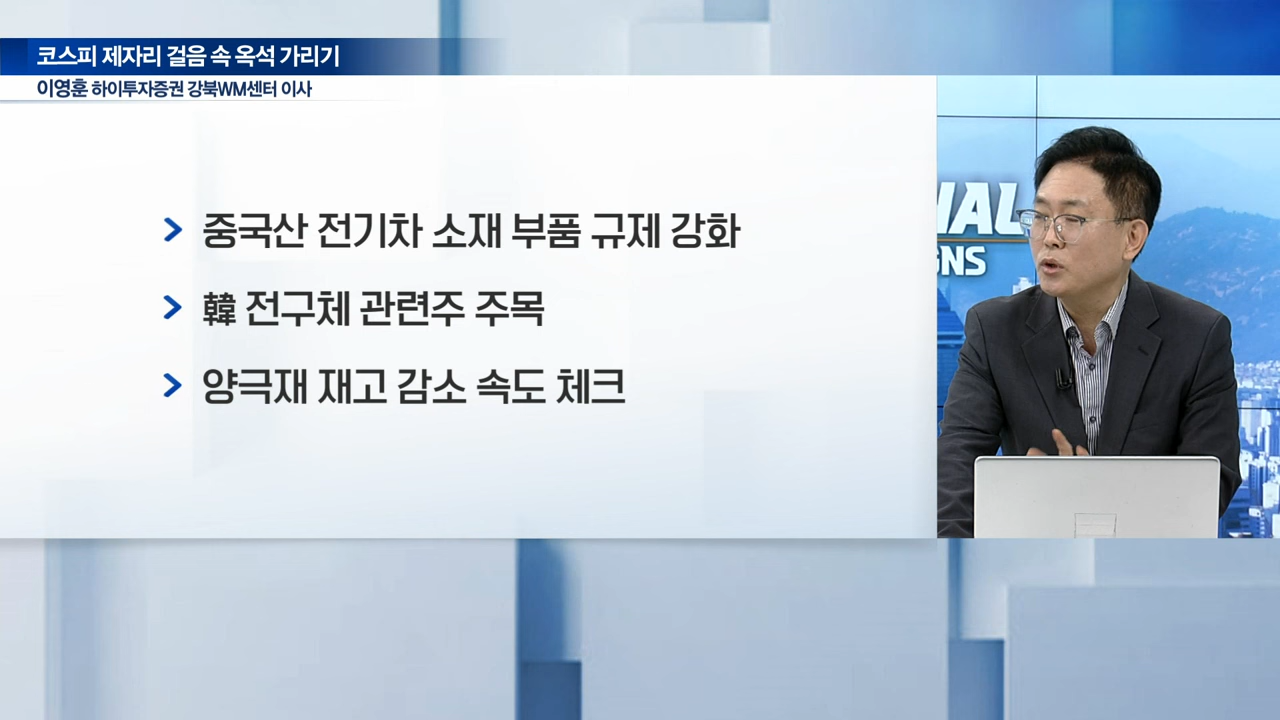 코스피 제자리 걸음 속 옥석 가리기
이영훈 하이투자증권 강북WM센터 이사
중국산 전기차 소재 부품 규제 강화
韓 전구체 관련주 주목
양극재 재고 감소 속도 체크
NAL
GNS